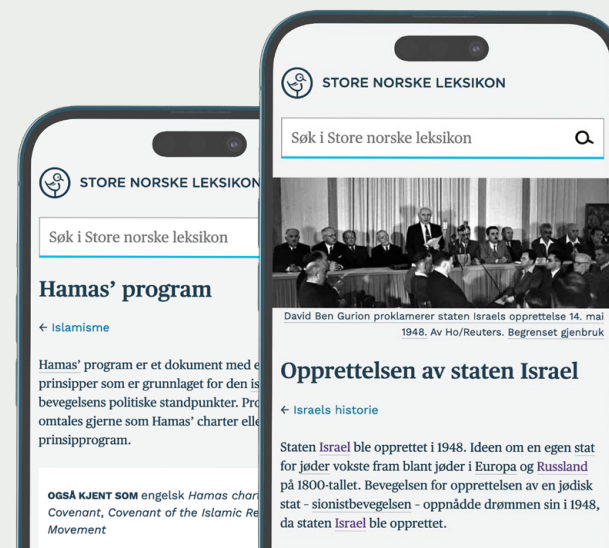 STORE NORSKE LEKSIKON
Søk i Store norske leksikon
Hamas’ program
← Islamisme
Hamas’ program er et dokument med
prinsipper som er grunnlaget for den
bevegelsens politiske standpunkter.
omtales gjerne som Hamas’ charter
prinsipprogram.
OGSÅ KJENT SOM engelsk Hamas
Covenant, Covenant of the Islamic
Movement
STORE NORSKE LEKSIKON
Søk i Store norske leksikon
David Ben Gurion proklamerer staten Israels opprettelse 14. mai
1948. Av Ho/Reuters. Begrenset gjenbruk
Opprettelsen av staten Israel
← Israels historie
Staten Israel ble opprettet i 1948. Ideen om en egen stat
for jøder vokste fram blant jøder i Europa og Russland
på 1800-tallet. Bevegelsen for opprettelsen av en jødisk
stat – sionistbevegelsen – oppnådde drømmen sin i 1948,
da staten Israel ble opprettet.